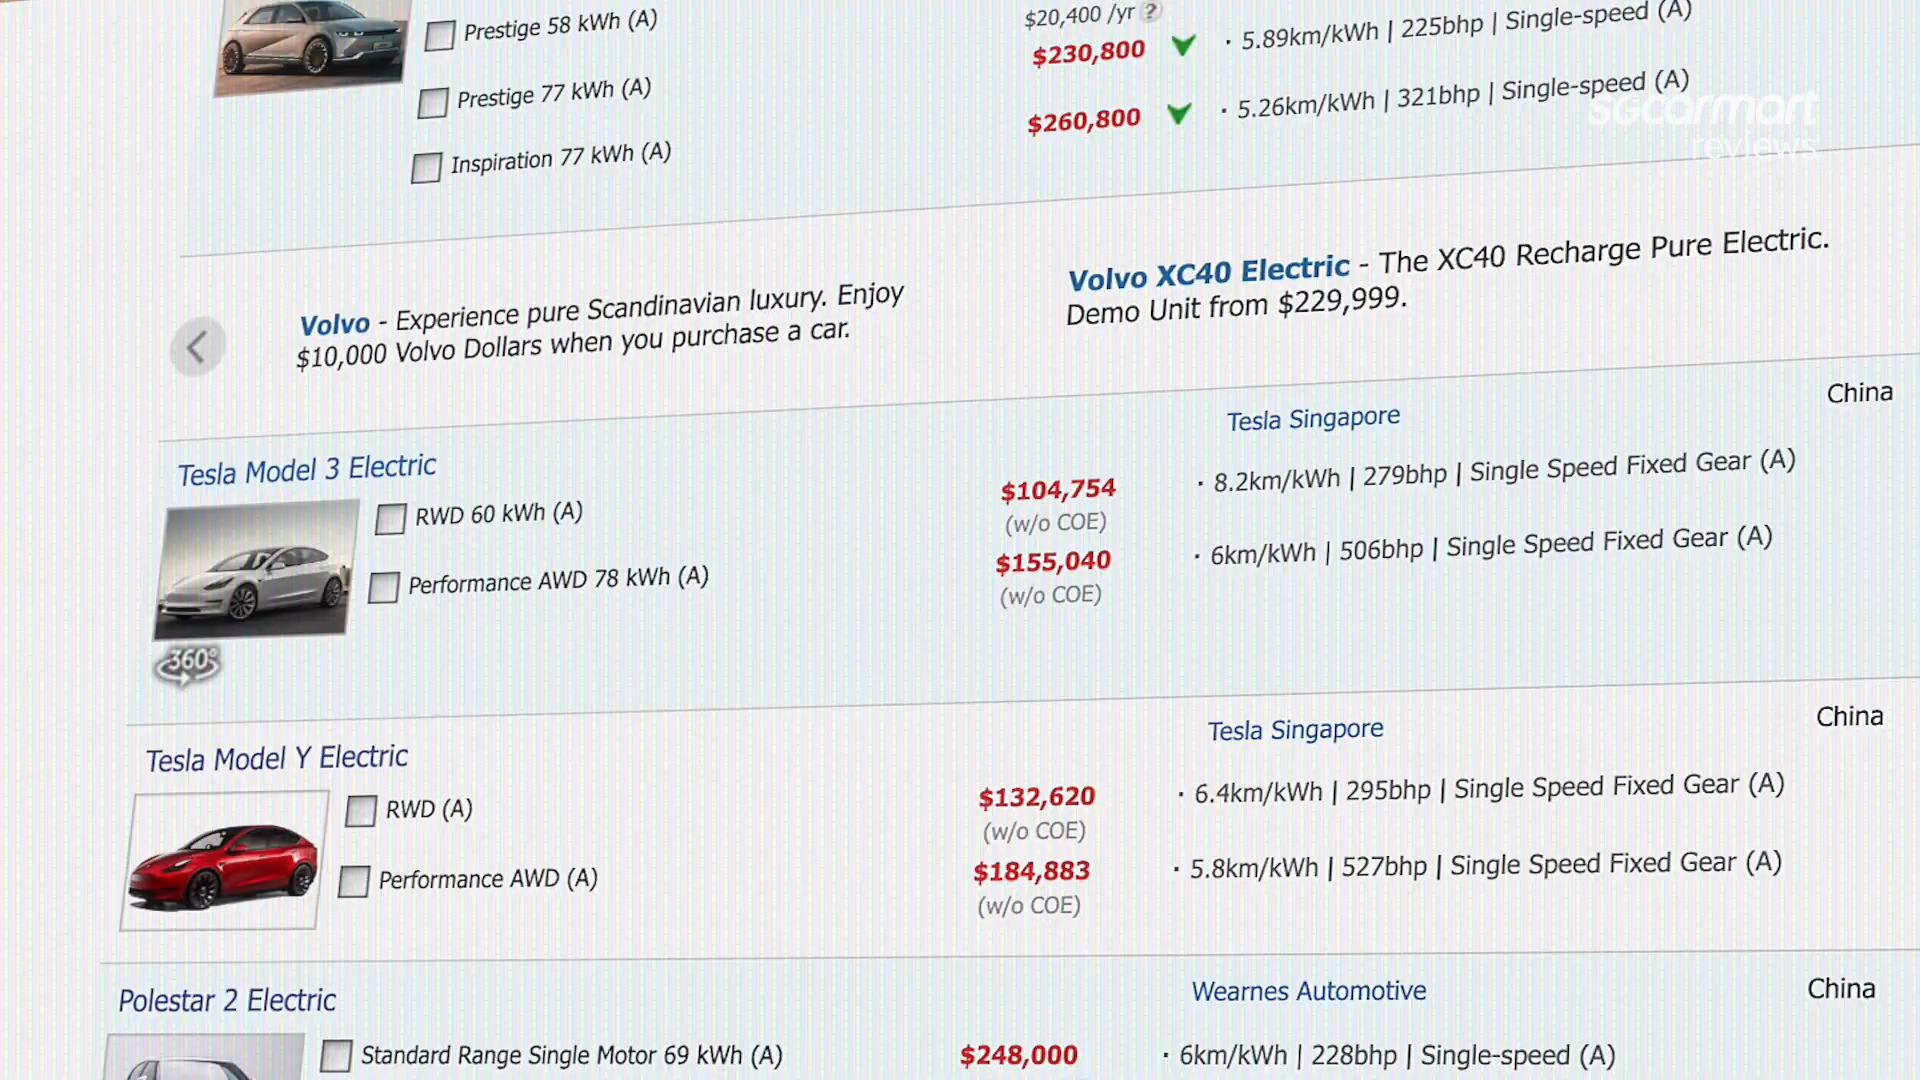 Prestige 58 kWh (A)
$20,400 /yr ?
$230,800
· 5.89km/kWh | 225bhp | Single-speed (A)
Prestige 77 kWh (A)
$260,800
· 5.26km/kWh | 321bhp | Single-speed (A)
Inspiration 77 kWh (A)
sgcarmart
reviews
Volvo - Experience pure Scandinavian luxury. Enjoy
$10,000 Volvo Dollars when you purchase a car.
Volvo XC40 Electric - The XC40 Recharge Pure Electric.
Demo Unit from $229,999.
Tesla Model 3 Electric
Tesla Singapore
China
RWD 60 kWh (A)
$104,754
(w/o COE)
· 8.2km/kWh | 279bhp | Single Speed Fixed Gear (A)
Performance AWD 78 kWh (A)
$155,040
(w/o COE)
· 6km/kWh | 506bhp | Single Speed Fixed Gear (A)
360°
Tesla Model Y Electric
Tesla Singapore
China
RWD (A)
$132,620
(w/o COE)
· 6.4km/kWh | 295bhp | Single Speed Fixed Gear (A)
Performance AWD (A)
$184,883
(w/o COE)
· 5.8km/kWh | 527bhp | Single Speed Fixed Gear (A)
Polestar 2 Electric
Wearnes Automotive
China
Standard Range Single Motor 69 kWh (A)
$248,000
· 6km/kWh | 228bhp | Single-speed (A)